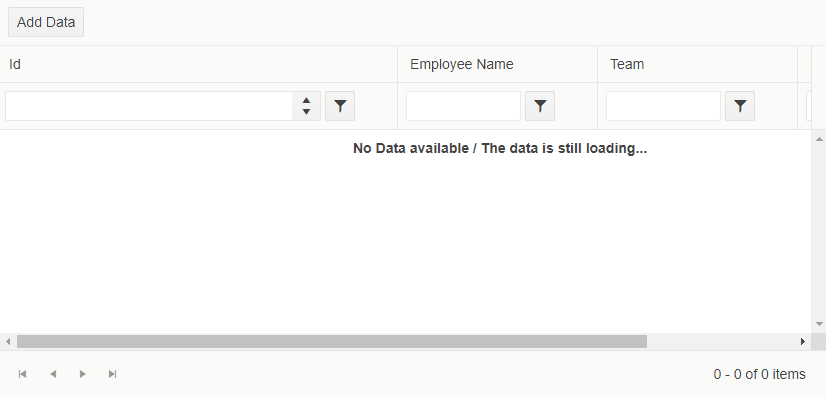 Add Data
Id Employee Name Team
No Data available / The data is still loading...
0 - 0 of 0 items